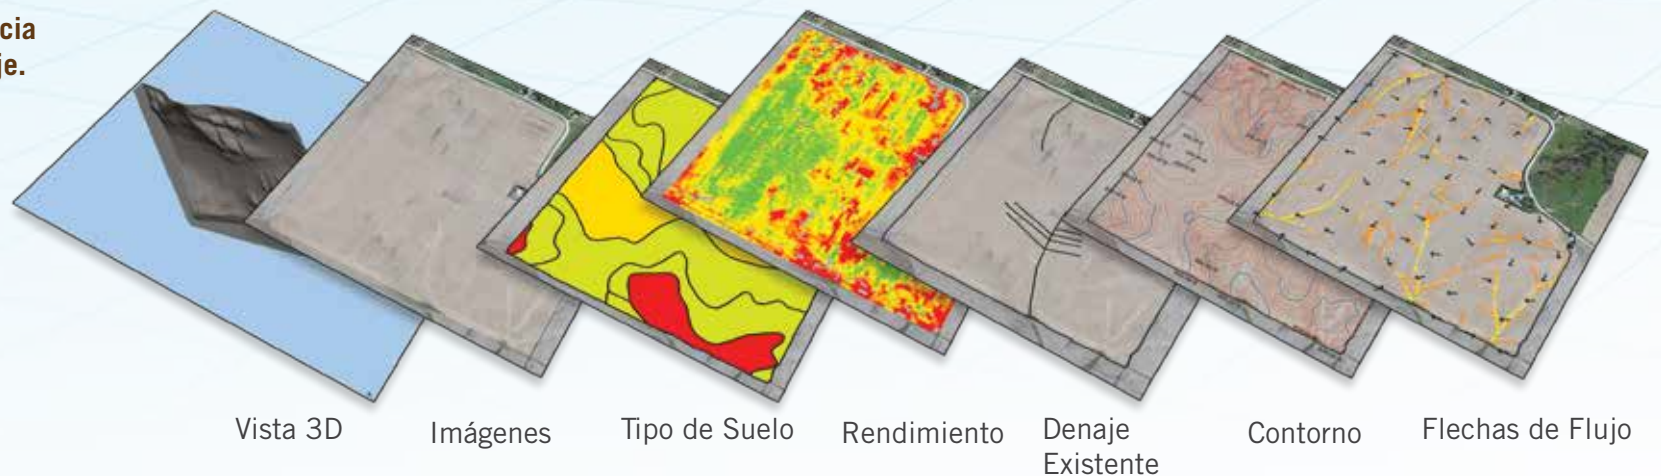 cia
je.
Vista 3D
Imágenes
Tipo de Suelo
Rendimiento
Denaje
Existente
Contorno
Flechas de Flujo